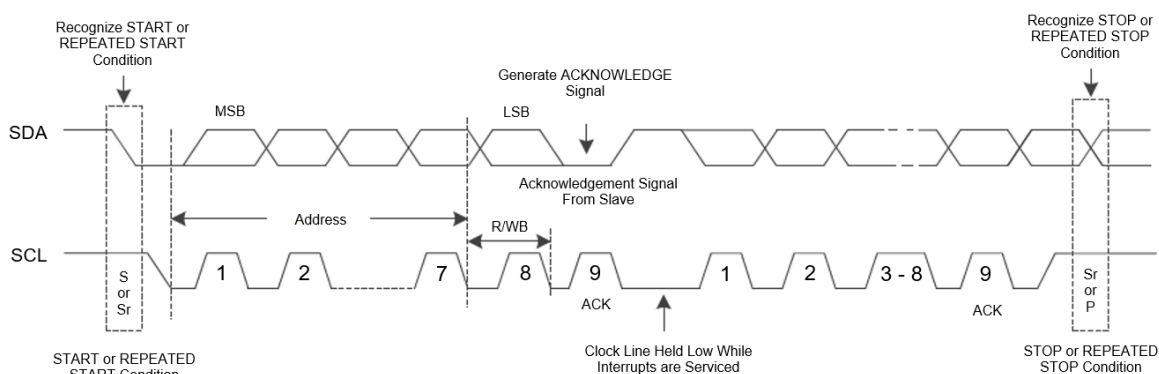 Recognize START or
REPEATED START
Condition
Recognize STOP or
REPEATED STOP
Condition
Generate ACKNOWLEDGE
Signal
MSB
LSB
SDA
Acknowledgement Signal
From Slave
Address
R/WB
SCL
S
or
Sr
1
2
7
8
9
ACK
1
2
3 - 8
9
ACK
Sr
or
P
START or REPEATED
START Condition
Clock Line Held Low While
Interrupts are Serviced
STOP or REPEATED
STOP Condition